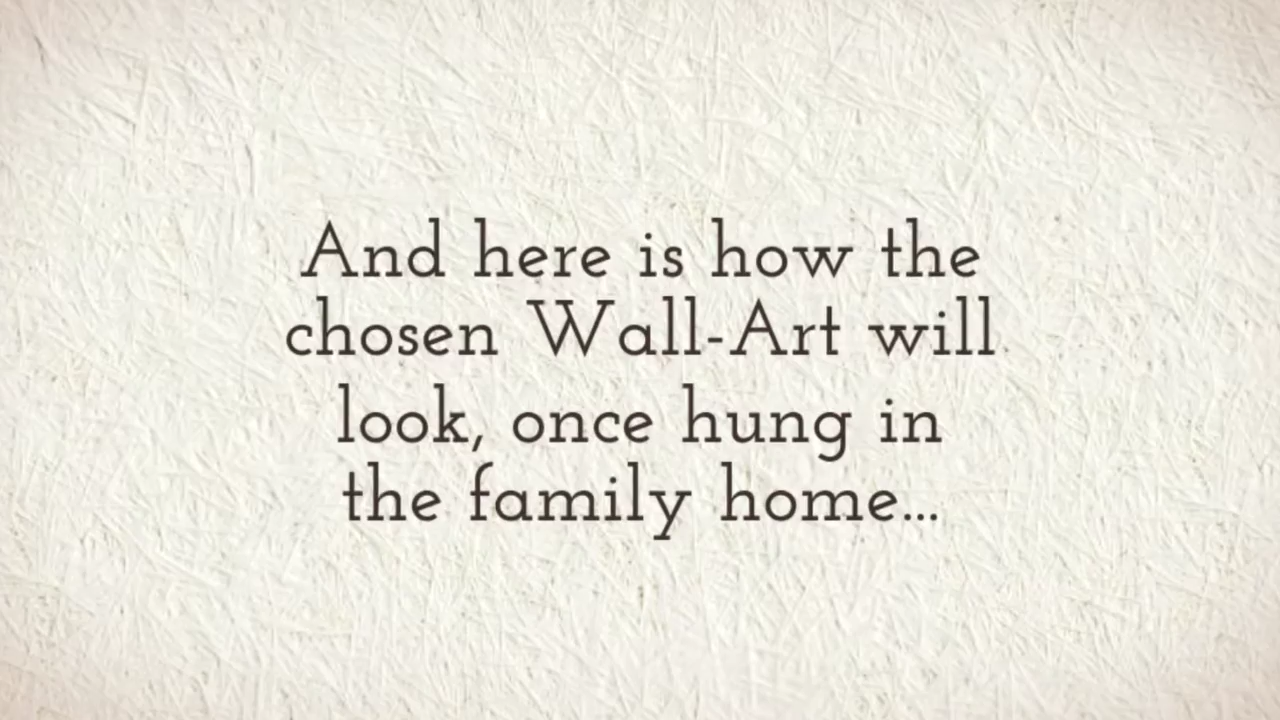 And here is how the
chosen Wall-Art will
look, once hung in
the family home...